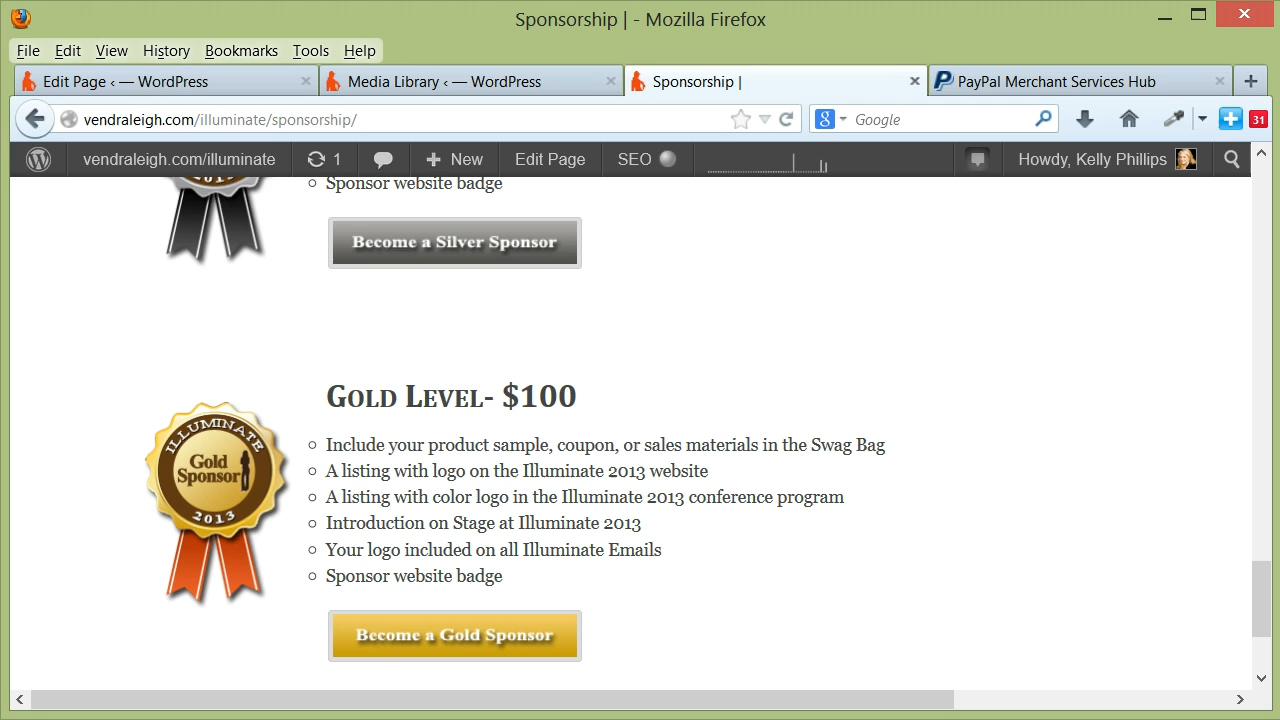 Sponsorship | - Mozilla Firefox
File Edit View History Bookmarks Tools Help
Edit Page ‹ — WordPress
Media Library ‹ — WordPress
Sponsorship |
PayPal Merchant Services Hub
vendraleigh.com/illuminate/sponsorship/
Google
31
vendraleigh.com/illuminate 1 New Edit Page SEO Howdy, Kelly Phillips
2013
Sponsor website badge
Become a Silver Sponsor
Gold Level- $100
ILLUMINATE
Gold
Sponsor
2013
Include your product sample, coupon, or sales materials in the Swag Bag
A listing with logo on the Illuminate 2013 website
A listing with color logo in the Illuminate 2013 conference program
Introduction on Stage at Illuminate 2013
Your logo included on all Illuminate Emails
Sponsor website badge
Become a Gold Sponsor